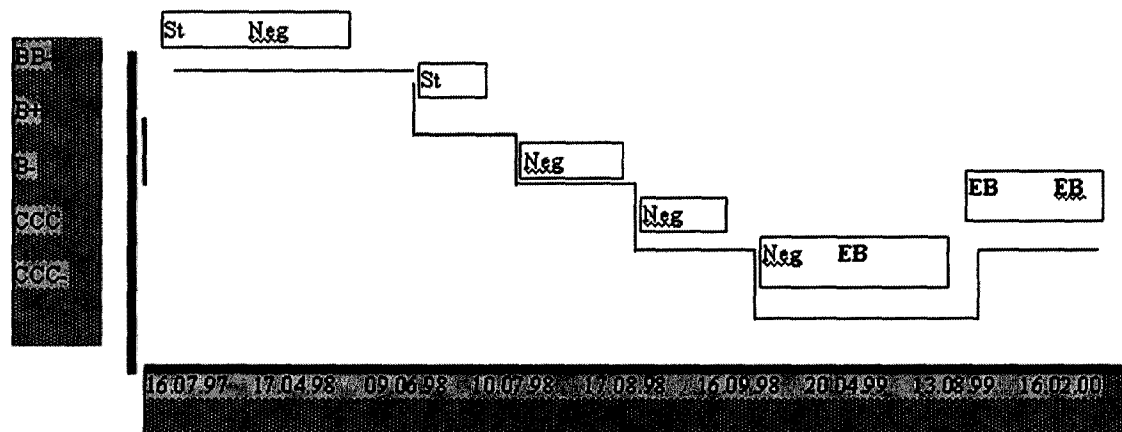 St Neg
BB-
St
B+
Neg
B-
EB EB
Neg
CCC
Neg EB
CCC-
16.07.97 17.04.98 09.06.98 10.07.98 17.08.98 16.09.98 20.04.99 13.08.99 16.02.00